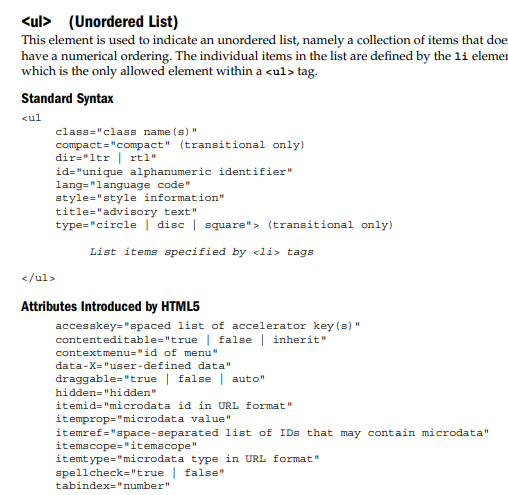 <ul> (Unordered List)
This element is used to indicate an unordered list, namely a collection of items that doe
have a numerical ordering. The individual items in the list are defined by the li elemer
which is the only allowed element within a <ul> tag.
Standard Syntax
<ul
class="class name(s)"
compact="compact" (transitional only)
dir="ltr | rtl"
id="unique alphanumeric identifier"
lang="language code"
style="style information"
title="advisory text"
type="circle | disc | square"> (transitional only)
List items specified by <li> tags
</ul>
Attributes Introduced by HTML5
accesskey="spaced list of accelerator key(s)"
contenteditable="true | false | inherit"
contextmenu="id of menu"
data-X="user-defined data"
draggable="true | false | auto"
hidden="hidden"
itemid="microdata id in URL format"
itemprop="microdata value"
itemref="space-separated list of IDs that may contain microdata"
itemscope="itemscope"
itemtype="microdata type in URL format"
spellcheck="true | false"
tabindex="number"